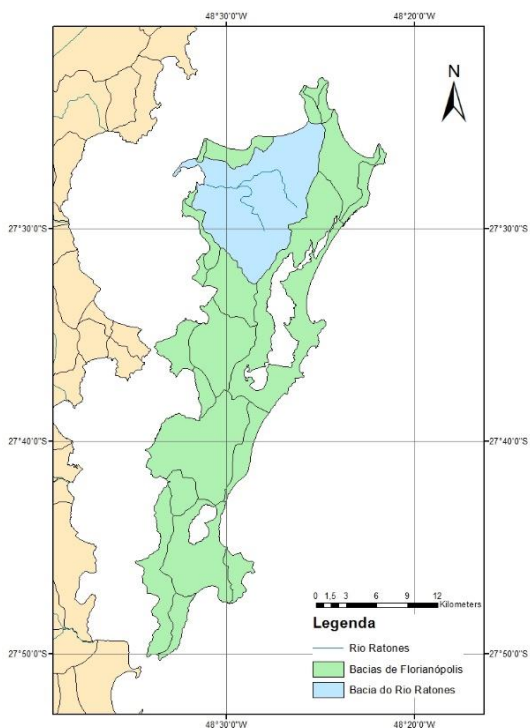 48°30'0"W
48°20'0"W
N
27°30'0"S
27°30'0"S
27°40'0"S
27°40'0"S
0 1,5 3 6 9 12
Kilometers
Legenda
Rio Ratones
Bacias de Florianópolis
Bacia do Rio Ratones
27°50'0"S
27°50'0"S
48°30'0"W
48°20'0"W